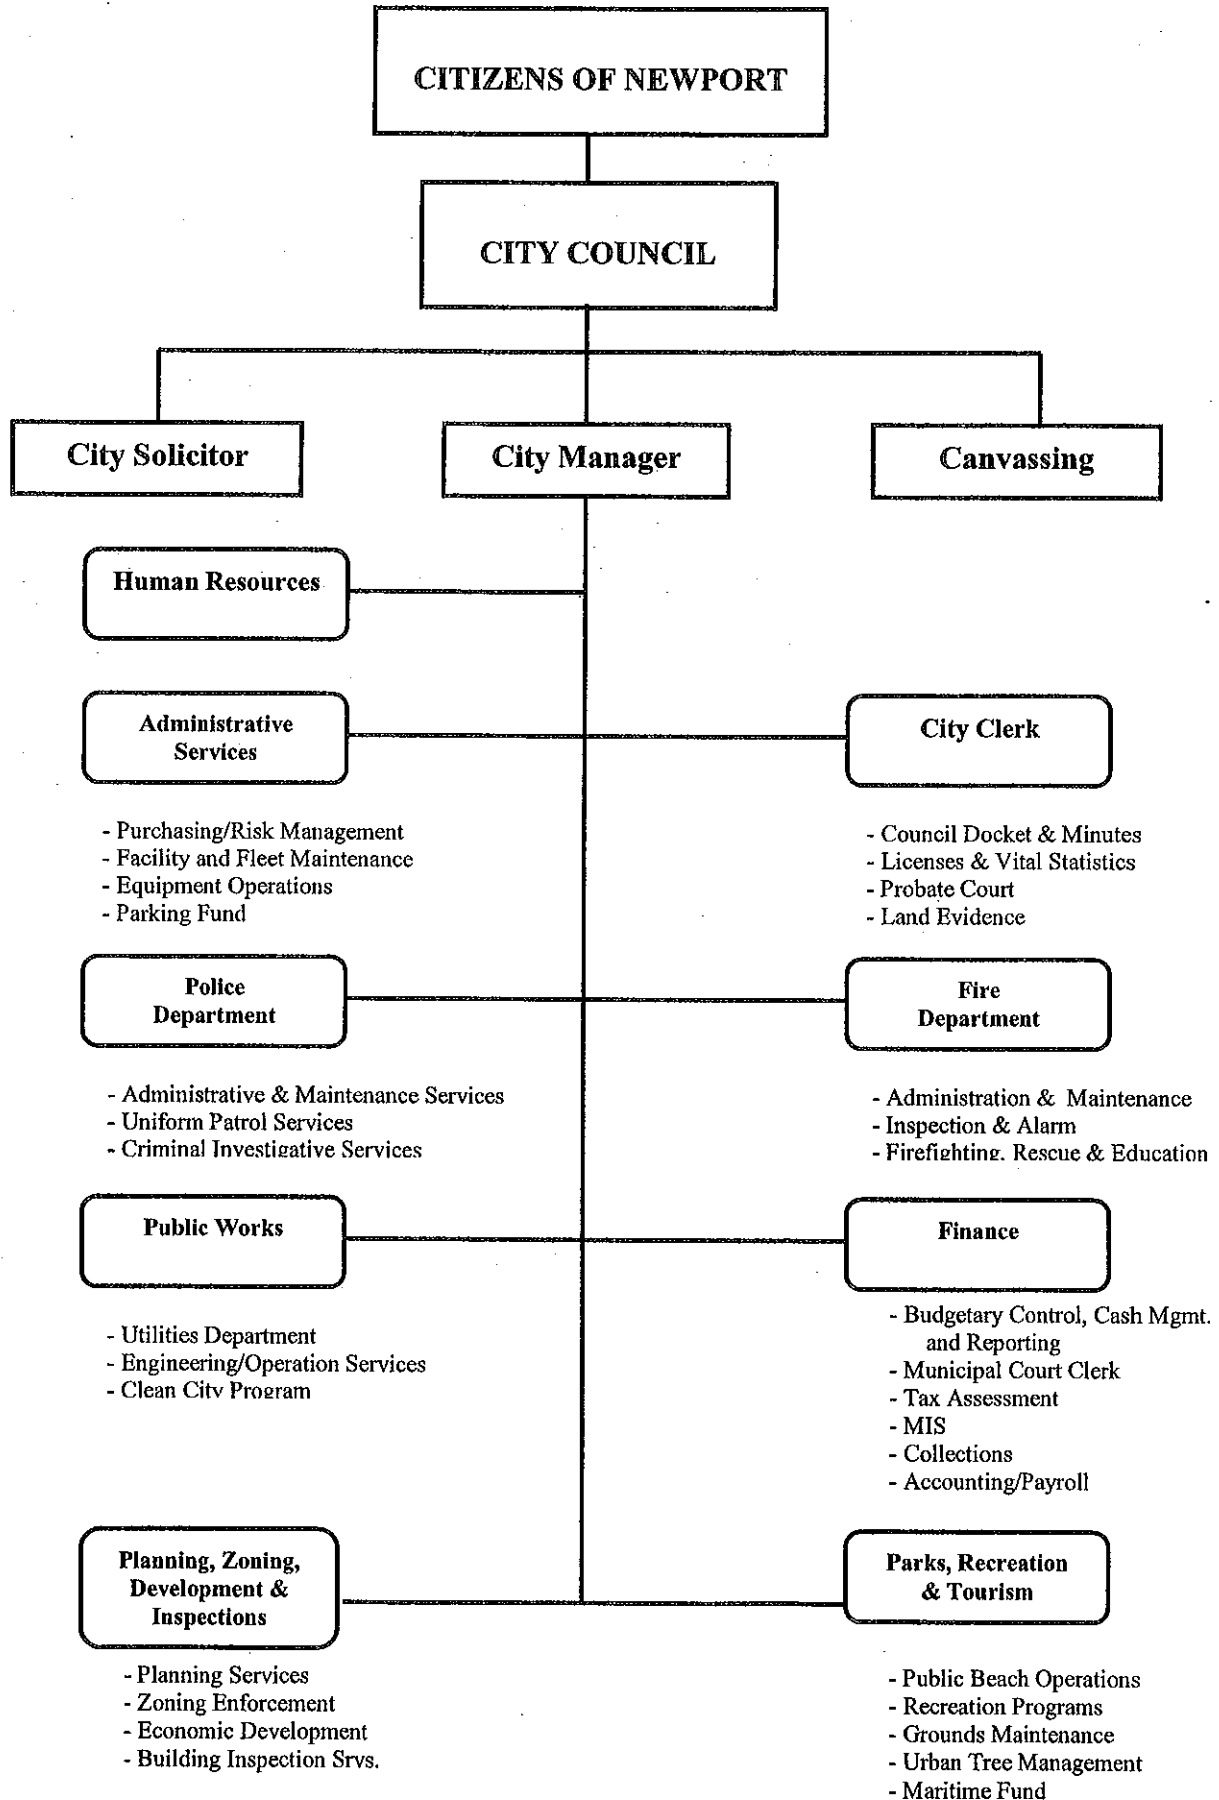 CITIZENS OF NEWPORT
CITY COUNCIL
City Solicitor
City Manager
Canvassing
Human Resources
Administrative
Services
City Clerk
- Purchasing/Risk Management
- Facility and Fleet Maintenance
- Equipment Operations
- Parking Fund
- Council Docket & Minutes
- Licenses & Vital Statistics
- Probate Court
- Land Evidence
Police
Department
Fire
Department
- Administrative & Maintenance Services
- Uniform Patrol Services
- Criminal Investigative Services
- Administration & Maintenance
- Inspection & Alarm
- Firefighting, Rescue & Education
Public Works
Finance
- Utilities Department
- Engineering/Operation Services
- Clean City Program
- Budgetary Control, Cash Mgmt.
and Reporting
- Municipal Court Clerk
- Tax Assessment
- MIS
- Collections
- Accounting/Payroll
Planning, Zoning,
Development &
Inspections
Parks, Recreation
& Tourism
- Planning Services
- Zoning Enforcement
- Economic Development
- Building Inspection Srvs.
- Public Beach Operations
- Recreation Programs
- Grounds Maintenance
- Urban Tree Management
- Maritime Fund